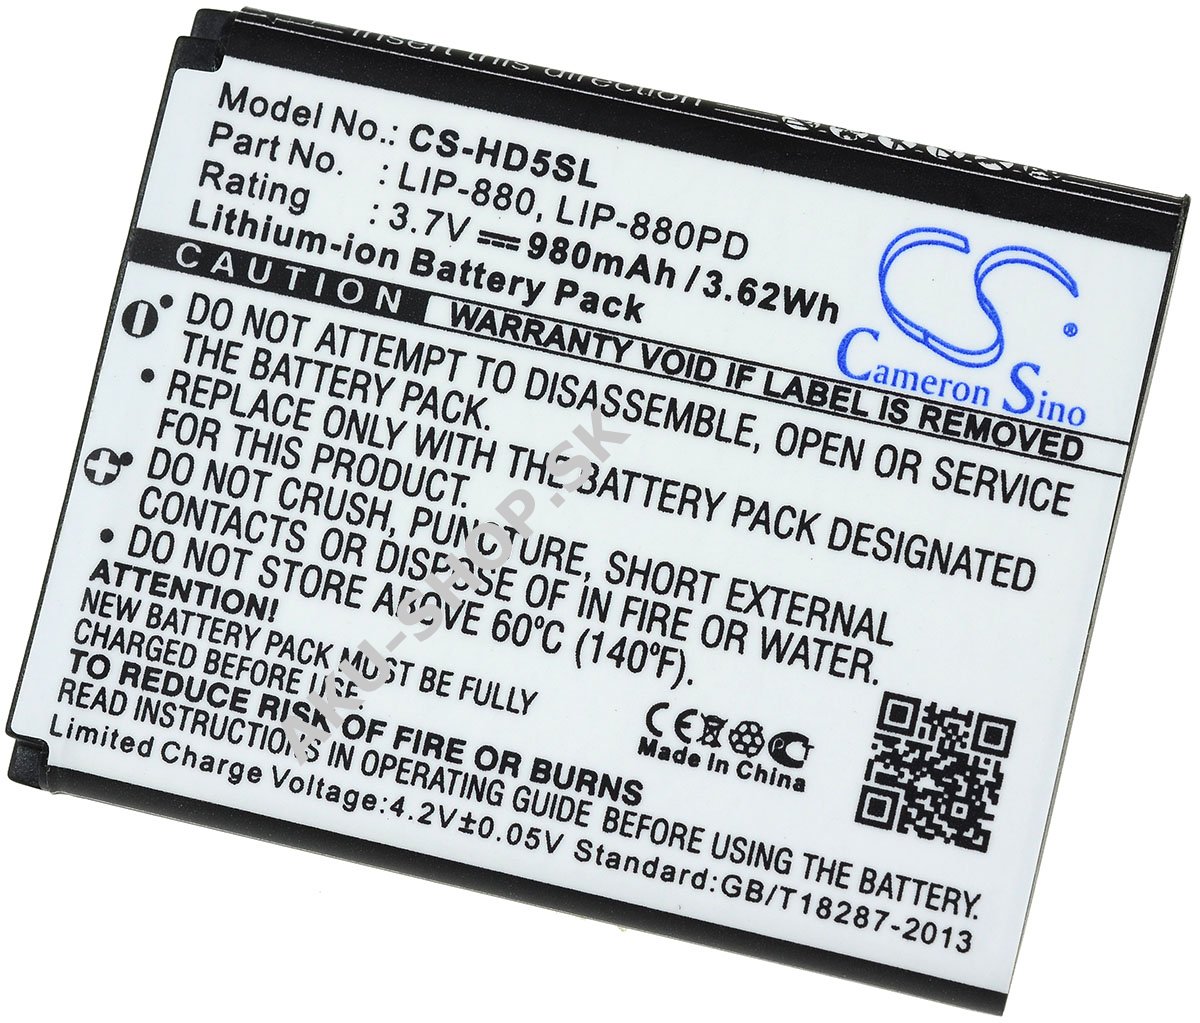 Insert this direction
Model No.: CS-HD5SL
Part No. : LIP-880, LIP-880PD
Rating : 3.7V 980mAh/3.62Wh
Lithium-ion Battery Pack
WARRANTY VOID IF LABEL IS REMOVED
CS ®
Cameron Sino
• DO NOT ATTEMPT TO DISASSEMBLE, OPEN OR SERVICE
THE BATTERY PACK.
• REPLACE ONLY WITH THE BATTERY PACK DESIGNATED
FOR THIS PRODUCT.
• DO NOT CRUSH, PUNCTURE, SHORT EXTERNAL
CONTACTS OR DISPOSE OF IN FIRE OR WATER.
• DO NOT STORE ABOVE 60°C (140°F).
ATTENTION:
NEW BATTERY PACK MUST BE FULLY
CHARGED BEFORE USE
TO REDUCE RISK OF FIRE OR BURNS
READ INSTRUCTIONS IN OPERATING GUIDE BEFORE USING THE BATTERY.
Limited Charge Voltage:4.2V±0.05V Standard:GB/T18287-2013
CE
Made In China
AKU-SHOP.SK